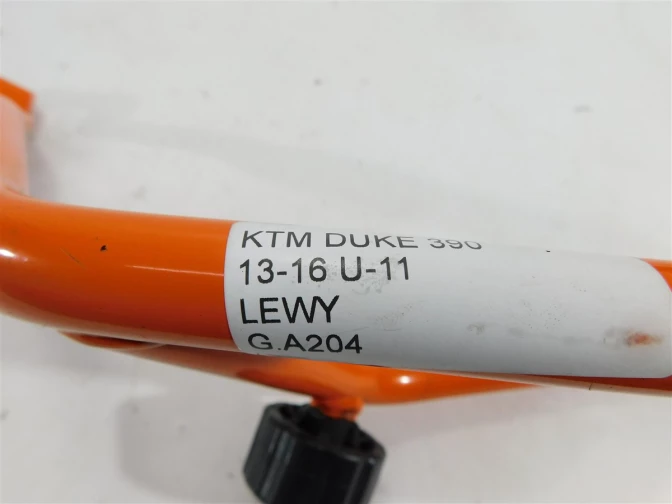 KTM DUKE 390
13-16 U-11
LEWY
G.A204